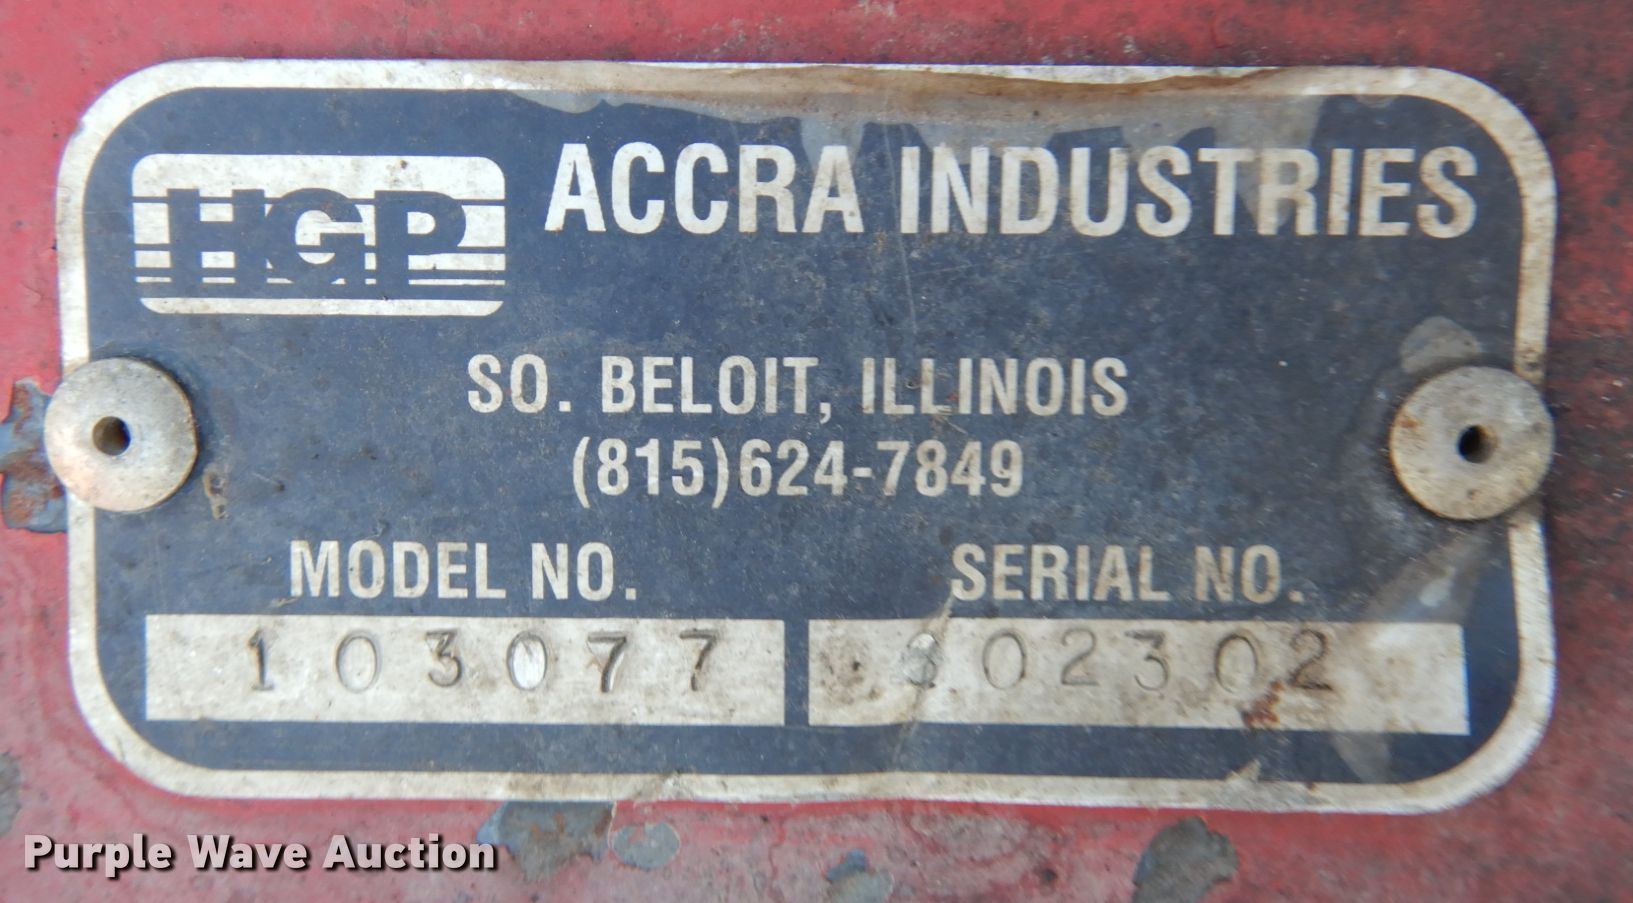 HGP
ACCRA INDUSTRIES
SO. BELOIT, ILLINOIS
(815)624-7849
MODEL NO. SERIAL NO.
103077
Purple Wave Auction